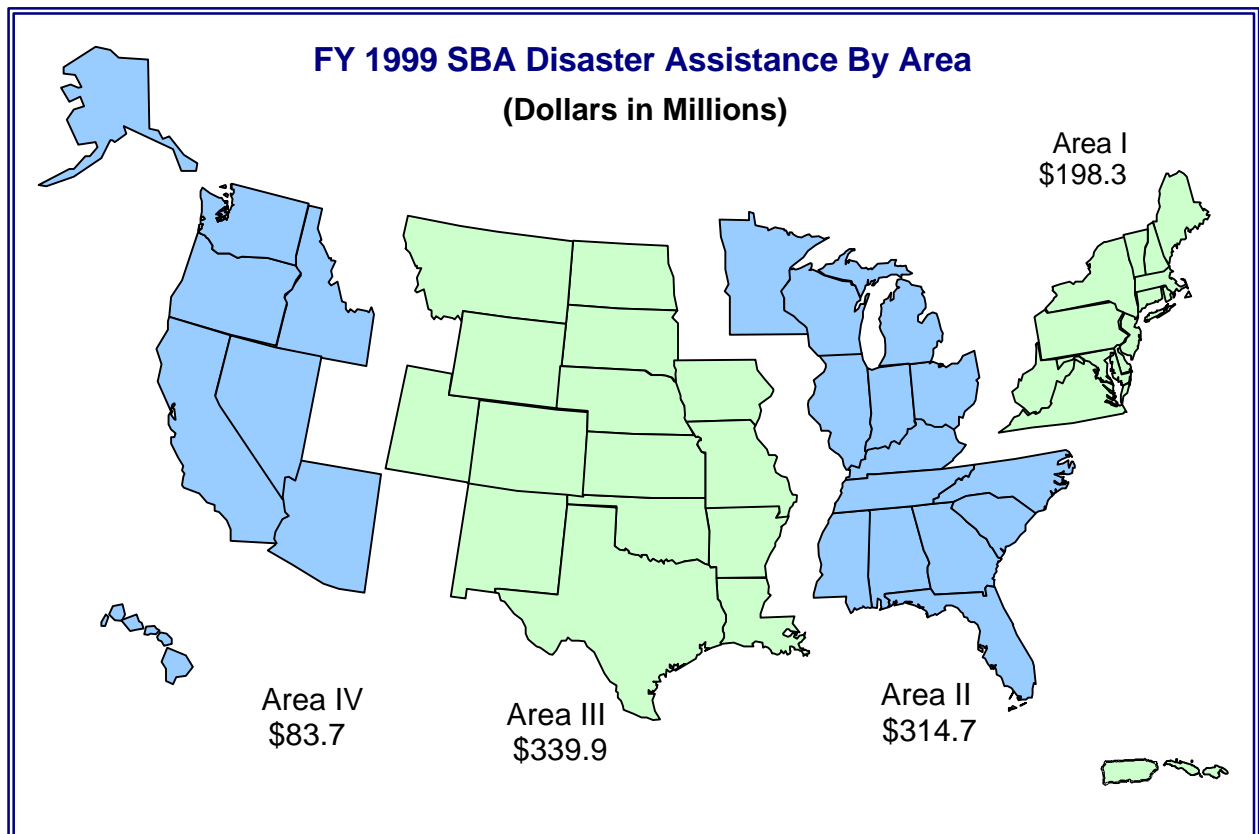 FY 1999 SBA Disaster Assistance By Area
(Dollars in Millions)
Area I
$198.3
Area IV
$83.7
Area III
$339.9
Area II
$314.7